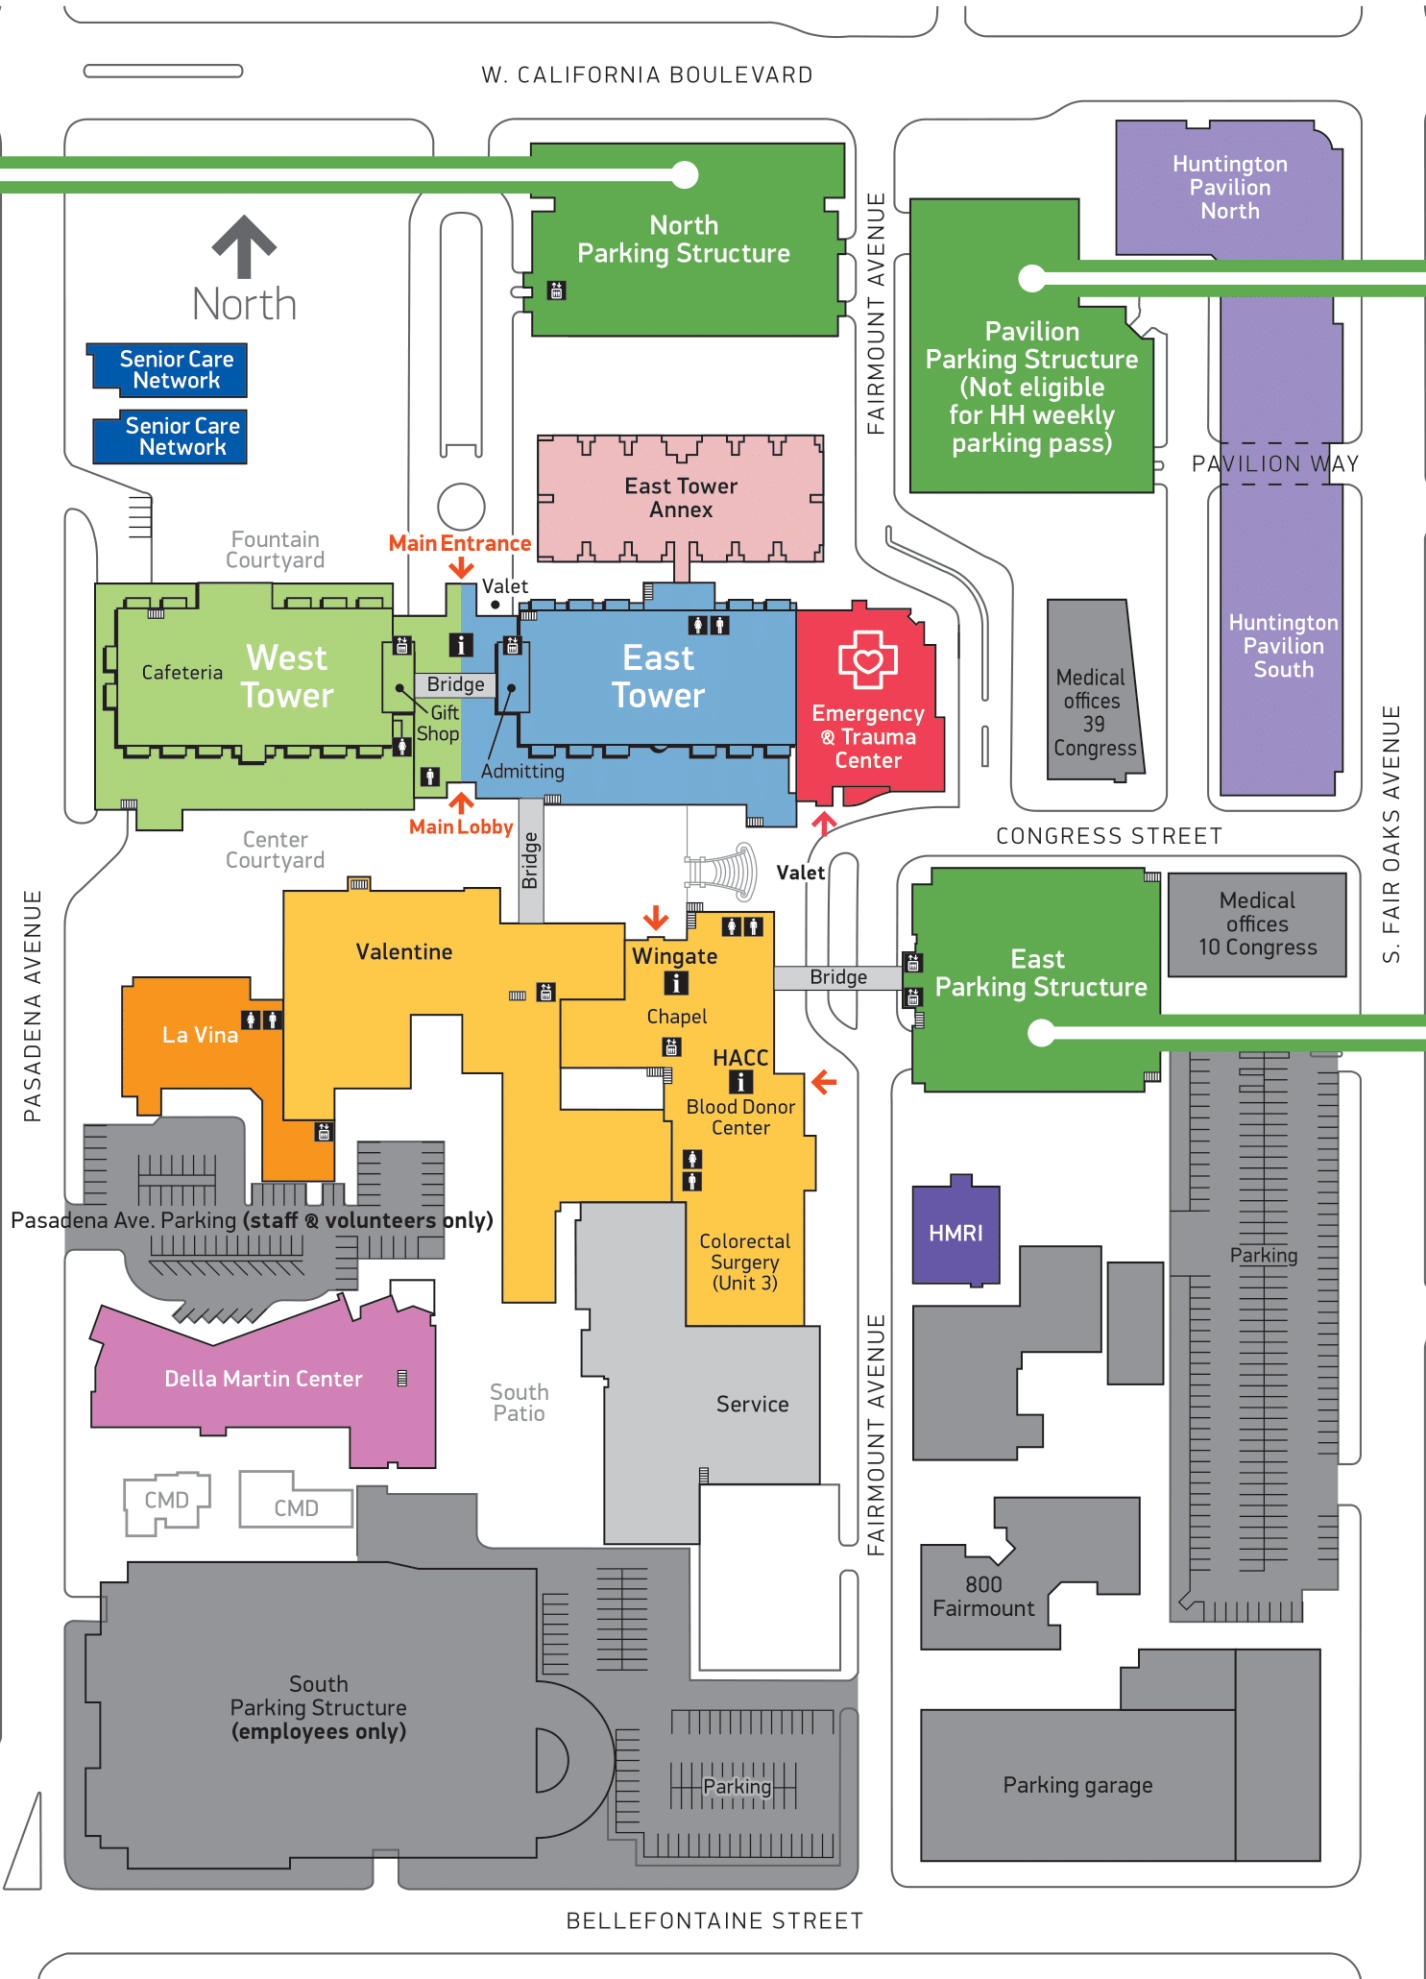 W. CALIFORNIA BOULEVARD
Huntington
Pavilion
North
North
Parking Structure
FAIRMOUNT AVENUE
North
Pavilion
Parking Structure
(Not eligible
for HH weekly
parking pass)
Senior Care
Network
Senior Care
Network
PAVILION WAY
East Tower
Annex
Fountain
Courtyard
Main Entrance
Valet
Huntington
Pavilion
South
Cafeteria
West
Tower
i
Bridge
Gift
Shop
Admitting
East
Tower
Emergency
& Trauma
Center
Medical
offices
39
Congress
S. FAIR OAKS AVENUE
Main Lobby
Center
Courtyard
Bridge
Valet
CONGRESS STREET
PASADENA AVENUE
Valentine
Wingate
i
Chapel
Bridge
East
Parking Structure
Medical
offices
10 Congress
La Vina
HACC
i
Blood Donor
Center
Pasadena Ave. Parking (staff & volunteers only)
Colorectal
Surgery
(Unit 3)
HMRI
Parking
Della Martin Center
South
Patio
Service
FAIRMOUNT AVENUE
CMD
CMD
800
Fairmount
South
Parking Structure
(employees only)
Parking
Parking garage
BELLEFONTAINE STREET